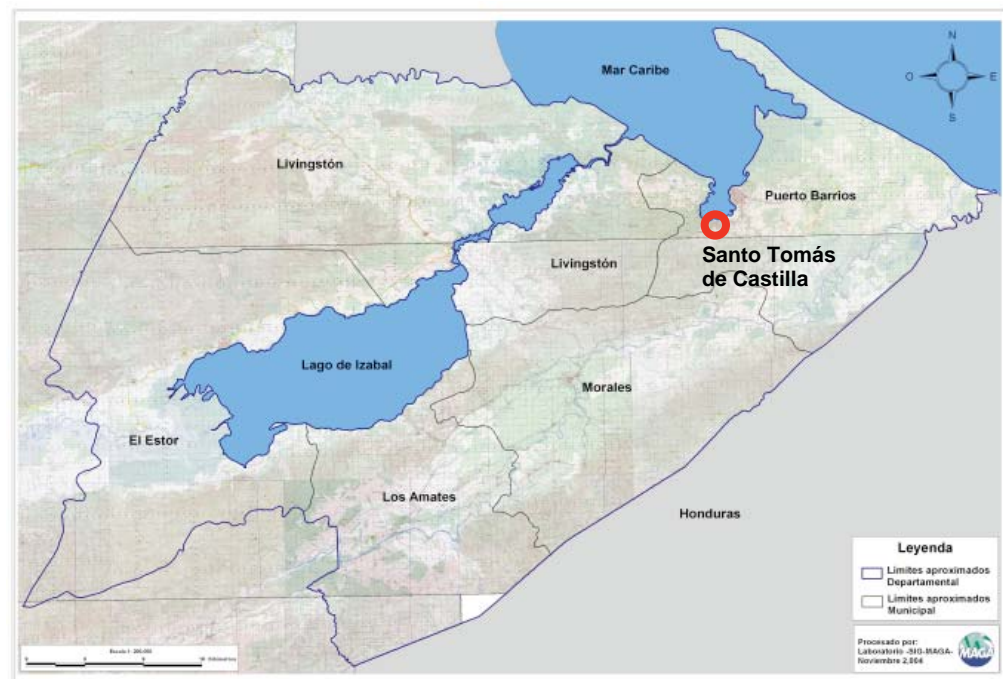 Mar Caribe
N
O
E
S
Livingstón
Puerto Barrios
Santo Tomás
de Castilla
Livingstón
Lago de Izabal
Morales
El Estor
Los Amates
Honduras
Leyenda
Limites aproximados
Departamental
Limites aproximados
Municipal
Procesado por:
Laboratorio -SIG-MAGA-
Noviembre 2,004
MAGA